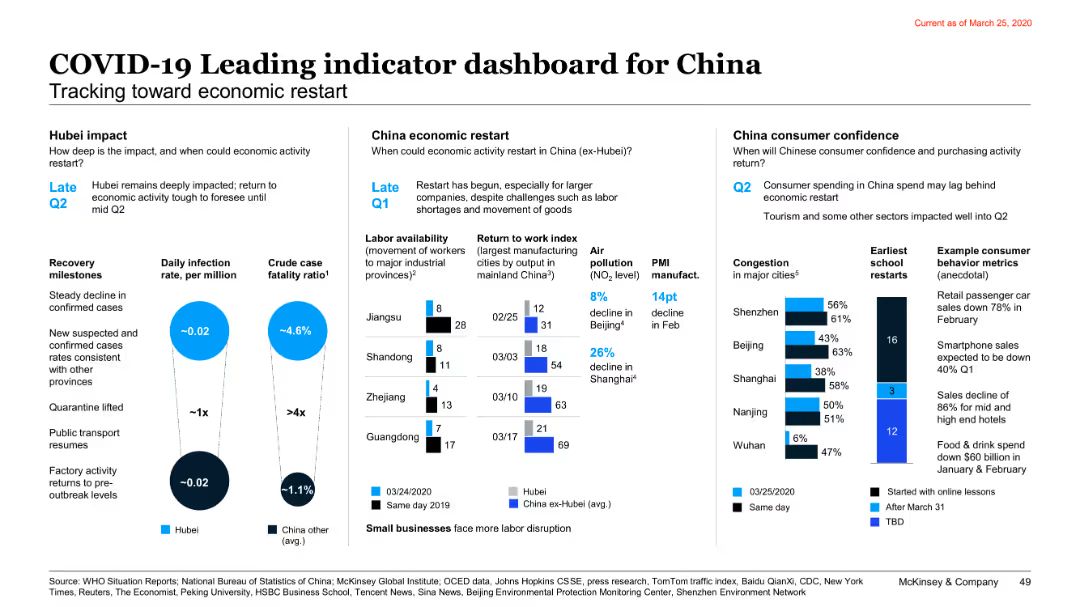 Current as of March 25, 2020
COVID-19 Leading indicator dashboard for China
Tracking toward economic restart
Hubei impact
How deep is the impact, and when could economic activity
restart?
Late
Q2
Hubei remains deeply impacted; return to
economic activity tough to foresee until
mid Q2
Recovery
milestones
Steady decline in
confirmed cases
New suspected and
confirmed cases
rates consistent
with other
provinces
Quarantine lifted
Public transport
resumes
Factory activity
returns to pre-
outbreak levels
Daily infection
rate, per million
~0.02
~1x
~0.02
Crude case
fatality ratio1
~4.6%
>4x
~1.1%
Hubei
China other
(avg.)
China economic restart
When could economic activity restart in China (ex-Hubei)?
Late
Q1
Restart has begun, especially for larger
companies, despite challenges such as labor
shortages and movement of goods
Labor availability
(movement of workers
to major industrial
provinces)2
Jiangsu
8
28
Shandong
8
11
Zhejiang
4
13
Guangdong
7
17
03/24/2020
Same day 2019
Return to work index
(largest manufacturing
cities by output in
mainland China3)
02/25
12
31
03/03
18
54
03/10
19
63
03/17
21
69
Hubei
China ex-Hubei (avg.)
Air
pollution
(NO2 level)
8%
decline in
Beijing4
26%
decline in
Shanghai4
PMI
manufact.
14pt
decline
in Feb
Small businesses face more labor disruption
China consumer confidence
When will Chinese consumer confidence and purchasing activity
return?
Q2
Consumer spending in China spend may lag behind
economic restart
Tourism and some other sectors impacted well into Q2
Congestion
in major cities5
Shenzhen
56%
61%
Beijing
43%
63%
Shanghai
38%
58%
Nanjing
50%
51%
Wuhan
6%
47%
03/25/2020
Same day
Earliest
school
restarts
16
3
12
Started with online lessons
After March 31
TBD
Example consumer
behavior metrics
(anecdotal)
Retail passenger car
sales down 78% in
February
Smartphone sales
expected to be down
40% Q1
Sales decline of
86% for mid and
high end hotels
Food & drink spend
down $60 billion in
January & February
Source: WHO Situation Reports; National Bureau of Statistics of China; McKinsey Global Institute; OCED data, Johns Hopkins CSSE, press research, TomTom traffic index, Baidu QianXi, CDC, New York
Times, Reuters, The Economist, Peking University, HSBC Business School, Tencent News, Sina News, Beijing Environmental Protection Monitoring Center, Shenzhen Environment Network
McKinsey & Company 49